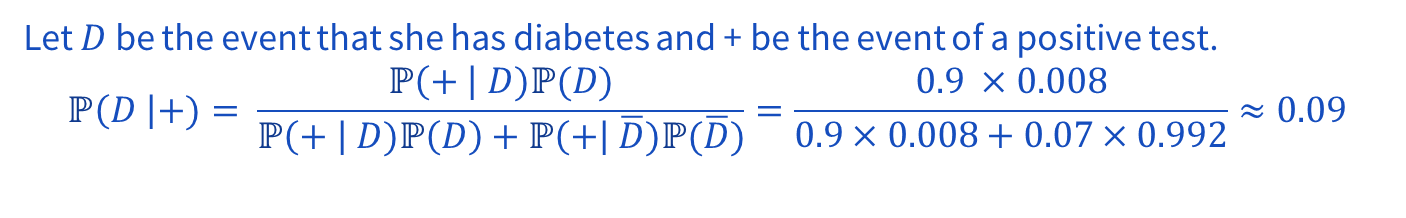 Let D be the event that she has diabetes and + be the event of a positive test.
ℙ(D |+) = ℙ(+ | D)ℙ(D) / ℙ(+ | D)ℙ(D) + ℙ(+| D̅)ℙ(D̅) = 0.9 × 0.008 / 0.9 × 0.008 + 0.07 × 0.992 ≈ 0.09